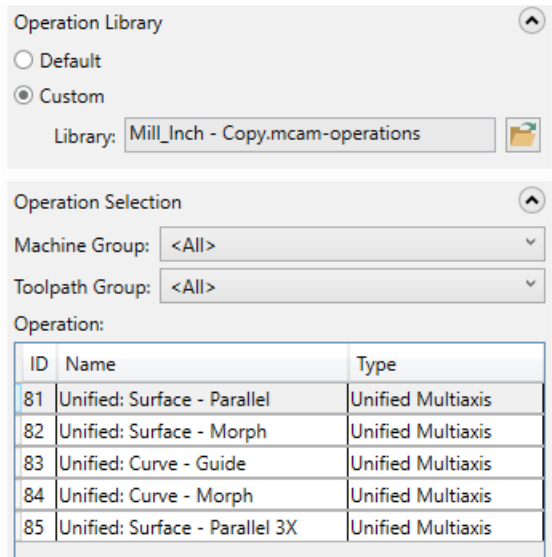 Operation Library
Default
Custom
Library: Mill_Inch - Copy.mcam-operations
Operation Selection
Machine Group: <All>
Toolpath Group: <All>
Operation:
ID Name Type
81 Unified: Surface - Parallel Unified Multiaxis
82 Unified: Surface - Morph Unified Multiaxis
83 Unified: Curve - Guide Unified Multiaxis
84 Unified: Curve - Morph Unified Multiaxis
85 Unified: Surface - Parallel 3X Unified Multiaxis